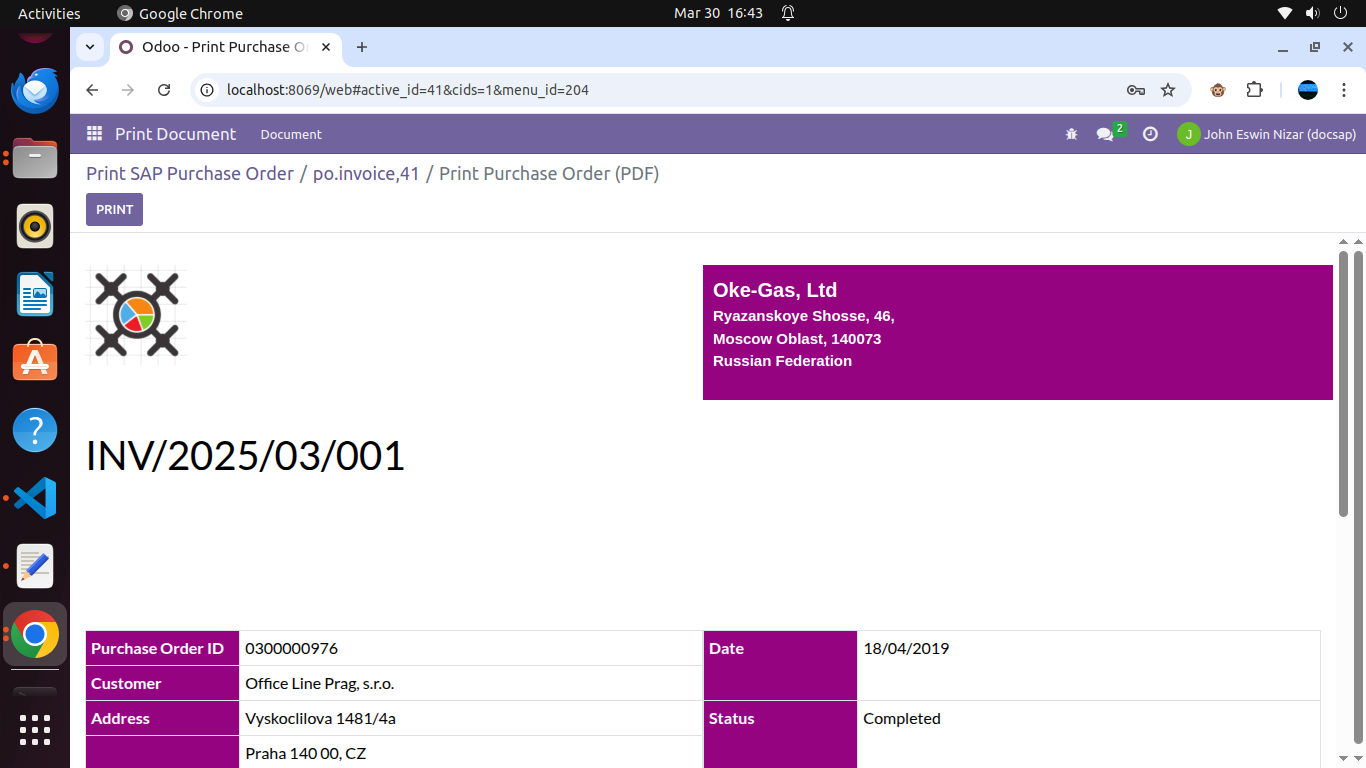 Activities
Google Chrome
Mar 30 16:43
Odoo - Print Purchase O
localhost:8069/web#active_id=41&cids=1&menu_id=204
Print Document
Document
2
J
John Eswin Nizar (docsap)
Print SAP Purchase Order / po.invoice,41 / Print Purchase Order (PDF)
PRINT
Oke-Gas, Ltd
Ryazanskoye Shosse, 46,
Moscow Oblast, 140073
Russian Federation
INV/2025/03/001
Purchase Order ID 0300000976 Date 18/04/2019
Customer Office Line Prag, s.r.o.
Address Vyskoclilova 1481/4a Status Completed
Praha 140 00, CZ